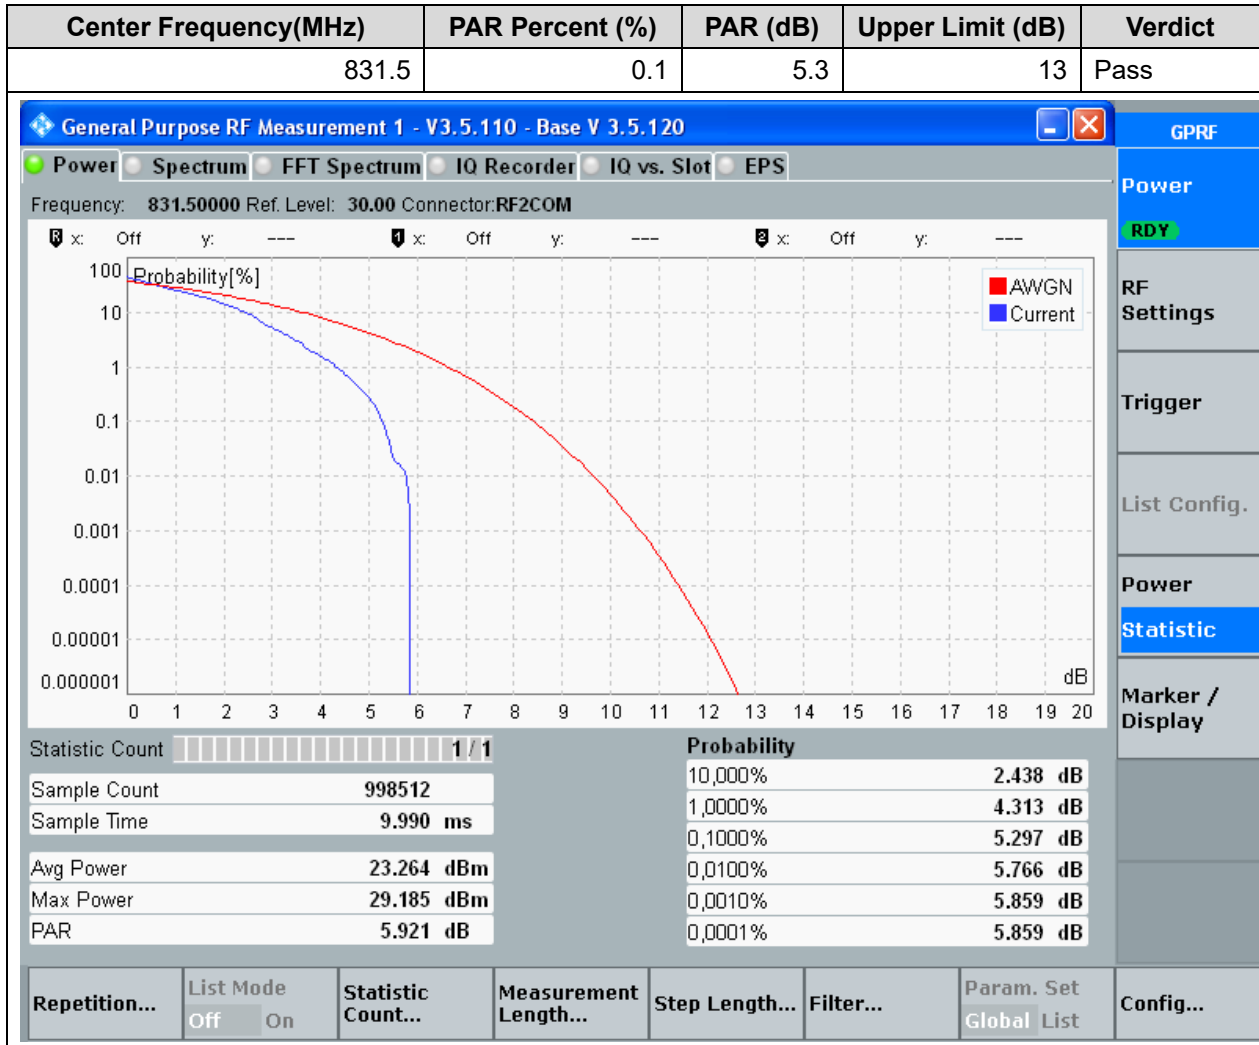 Center Frequency(MHz) PAR Percent (%) PAR (dB) Upper Limit (dB) Verdict
831.5 0.1 5.3 13 Pass
General Purpose RF Measurement 1 - V3.5.110 - Base V 3.5.120
GPRF
Power Spectrum FFT Spectrum IQ Recorder IQ vs. Slot EPS
Power
RDY
Frequency: 831.50000 Ref. Level: 30.00 Connector:RF2COM
R x: Off y: --- 1 x: Off y: --- 2 x: Off y: ---
Probability[%]
AWGN
Current
100
10
1
0.1
0.01
0.001
0.0001
0.00001
0.000001
dB
0 1 2 3 4 5 6 7 8 9 10 11 12 13 14 15 16 17 18 19 20
RF
Settings
Trigger
List Config.
Power
Statistic
Marker /
Display
Statistic Count 1 / 1
Sample Count 998512
Sample Time 9.990 ms
Avg Power 23.264 dBm
Max Power 29.185 dBm
PAR 5.921 dB
Probability
10,000% 2.438 dB
1,0000% 4.313 dB
0,1000% 5.297 dB
0,0100% 5.766 dB
0,0010% 5.859 dB
0,0001% 5.859 dB
Repetition...
List Mode
Off On
Statistic
Count...
Measurement
Length...
Step Length...
Filter...
Param. Set
Global List
Config...